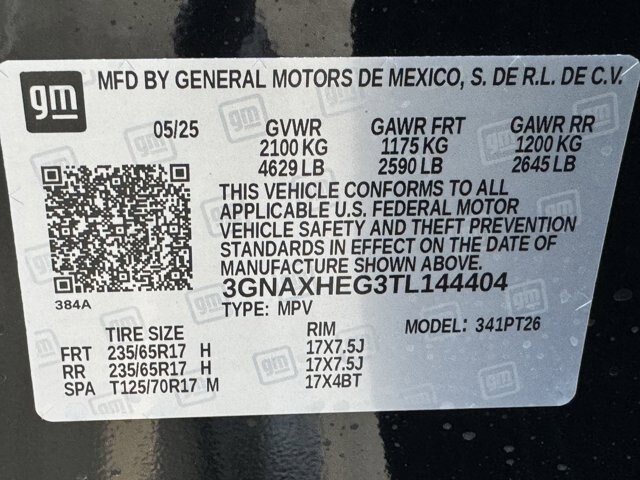 gm MFD BY GENERAL MOTORS DE MEXICO, S. DE R.L. DE C.V.
05/25 GVWR GAWR FRT GAWR RR
2100 KG 1175 KG 1200 KG
4629 LB 2590 LB 2645 LB
THIS VEHICLE CONFORMS TO ALL
APPLICABLE U.S. FEDERAL MOTOR
VEHICLE SAFETY AND THEFT PREVENTION
STANDARDS IN EFFECT ON THE DATE OF
MANUFACTURE SHOWN ABOVE.
384A 3GNAXHEG3TL144404
TYPE: MPV MODEL: 341PT26
TIRE SIZE RIM
FRT 235/65R17 H 17X7.5J
RR 235/65R17 H 17X7.5J
SPA T125/70R17 M 17X4BT